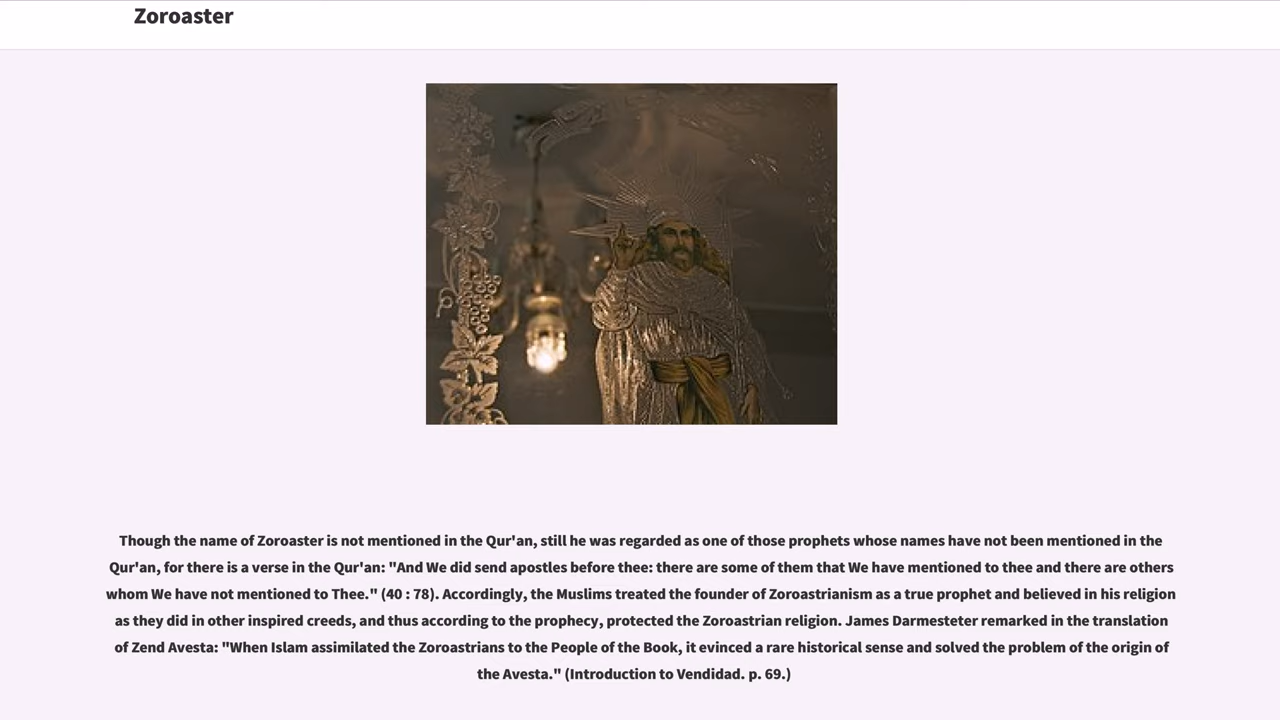 Zoroaster
Though the name of Zoroaster is not mentioned in the Qur'an, still he was regarded as one of those prophets whose names have not been mentioned in the
Qur'an, for there is a verse in the Qur'an: "And We did send apostles before thee: there are some of them that We have mentioned to thee and there are others
whom We have not mentioned to Thee." (40 : 78). Accordingly, the Muslims treated the founder of Zoroastrianism as a true prophet and believed in his religion
as they did in other inspired creeds, and thus according to the prophecy, protected the Zoroastrian religion. James Darmesteter remarked in the translation
of Zend Avesta: "When Islam assimilated the Zoroastrians to the People of the Book, it evinced a rare historical sense and solved the problem of the origin of
the Avesta." (Introduction to Vendidad. p. 69.)